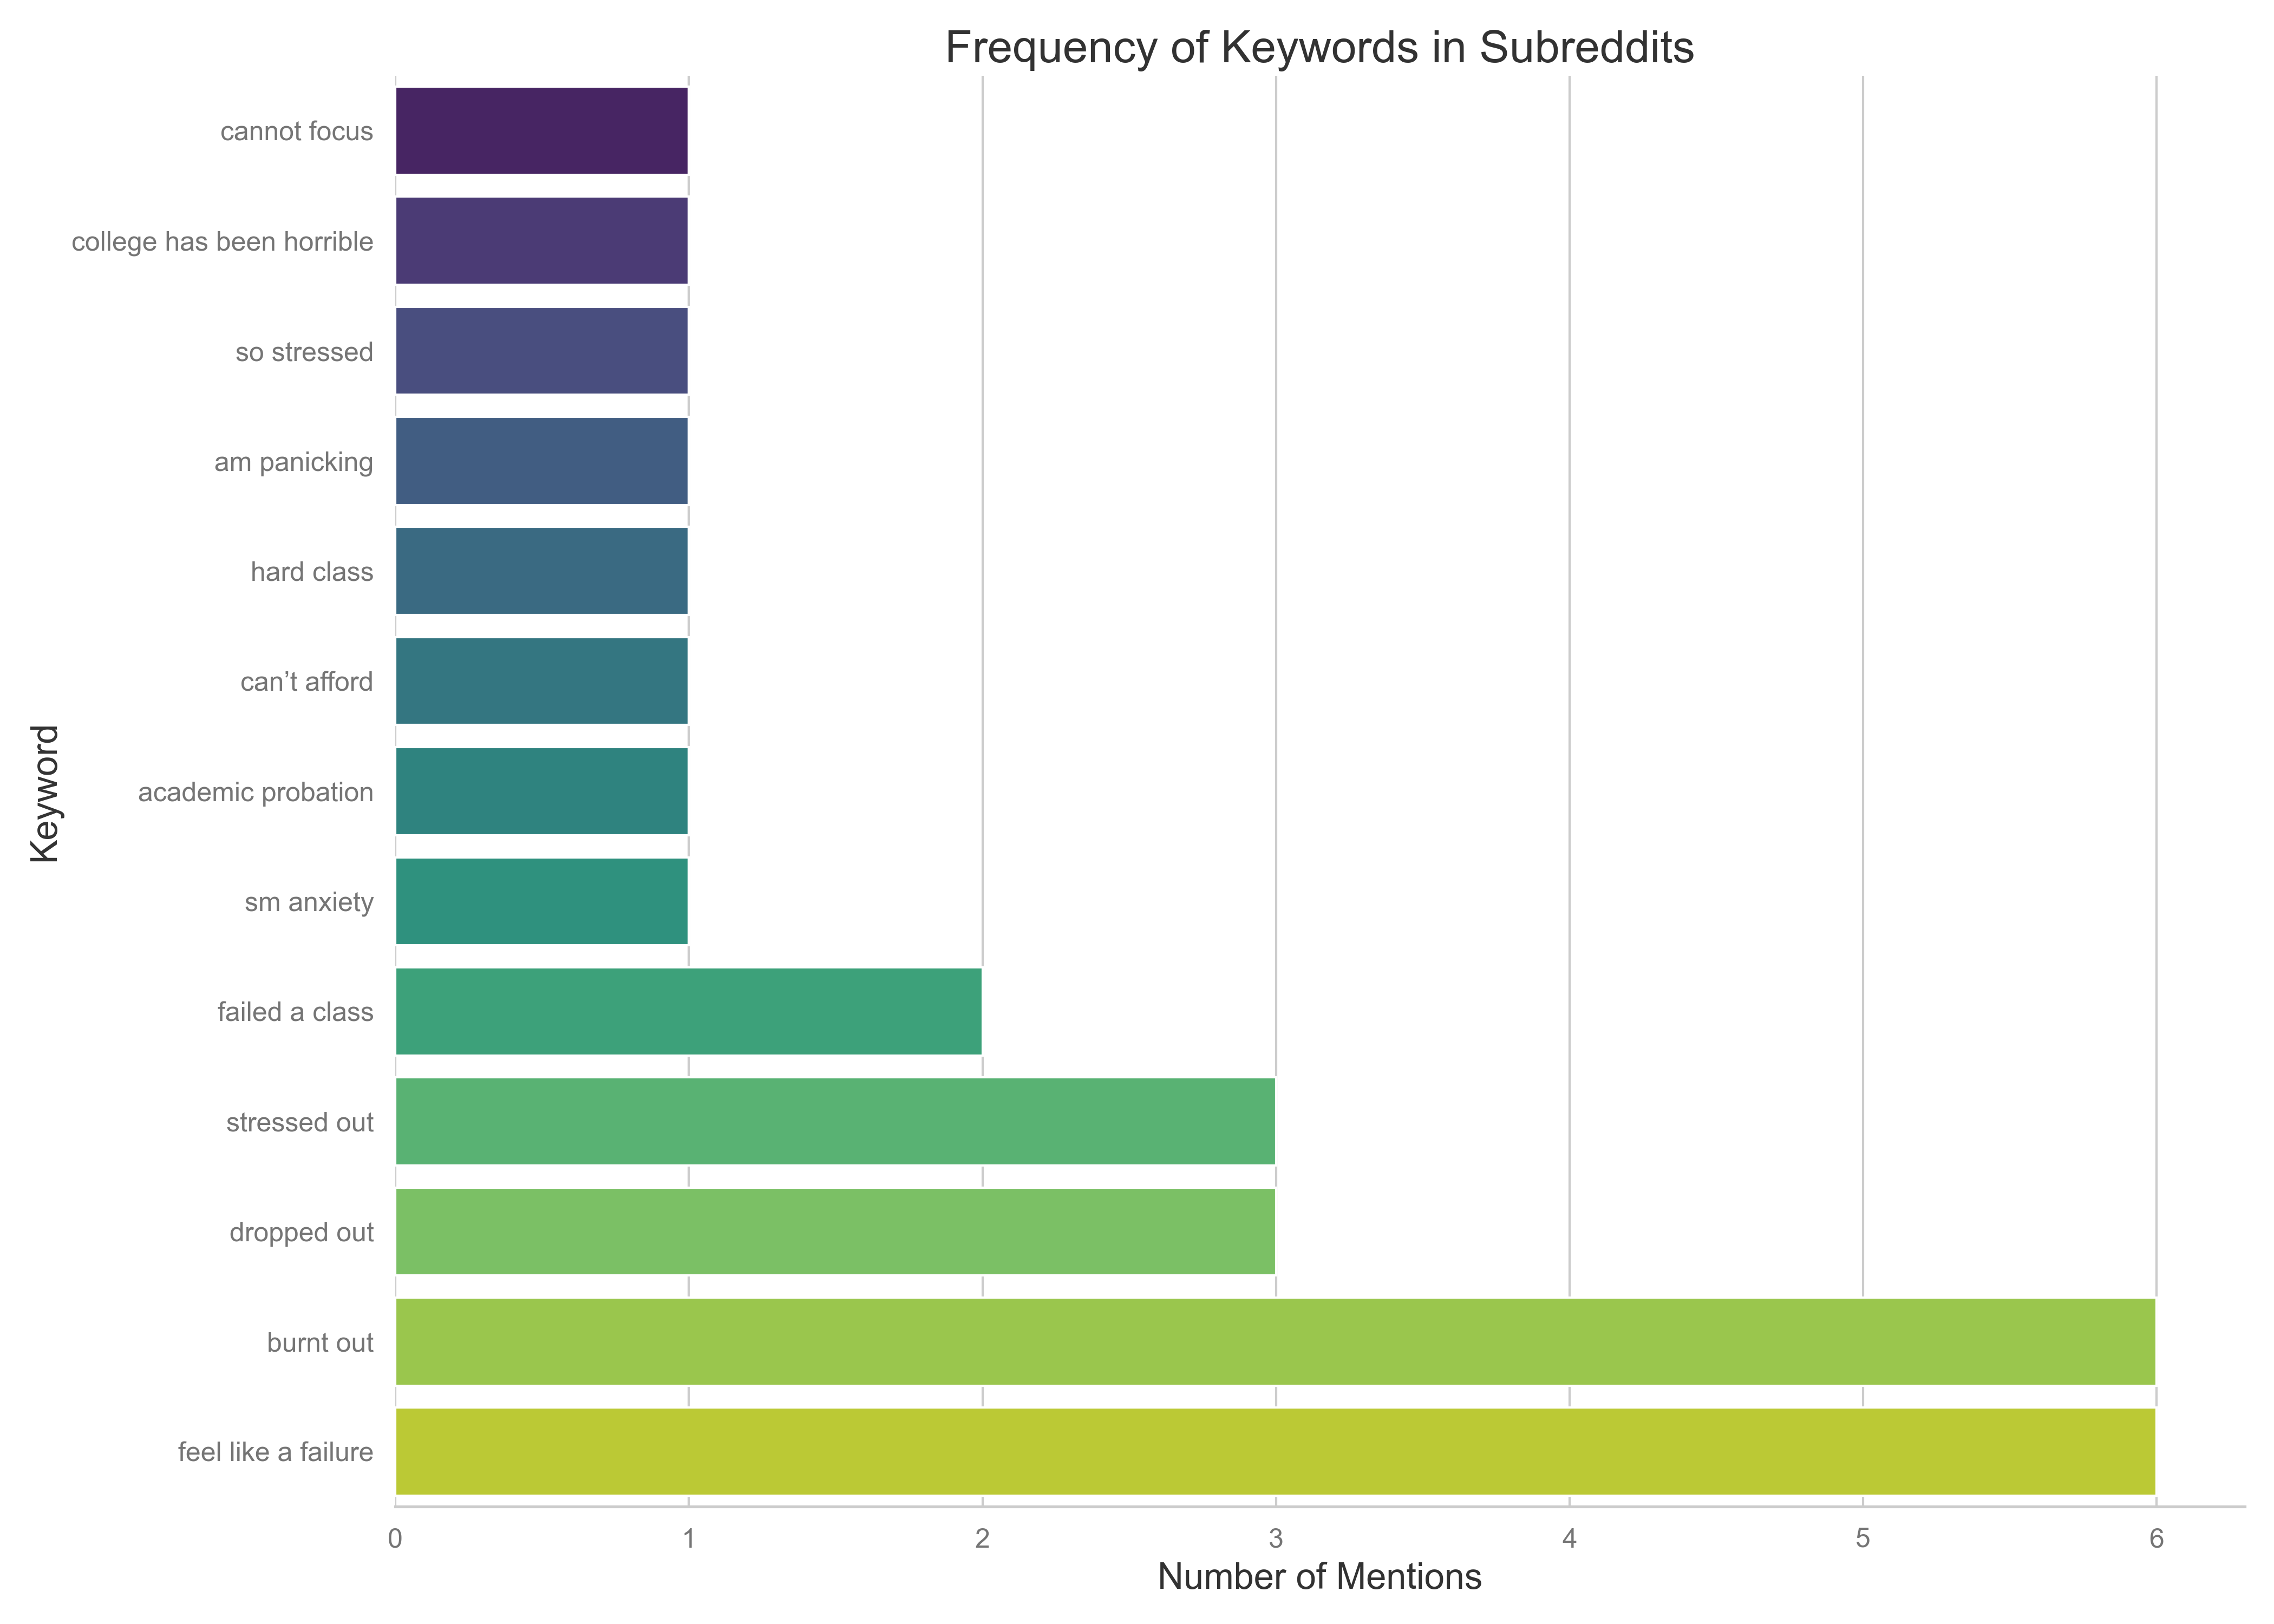 Frequency of Keywords in Subreddits
cannot focus
college has been horrible
so stressed
am panicking
hard class
can’t afford
academic probation
sm anxiety
failed a class
stressed out
dropped out
burnt out
feel like a failure
Keyword
0 1 2 3 4 5 6
Number of Mentions